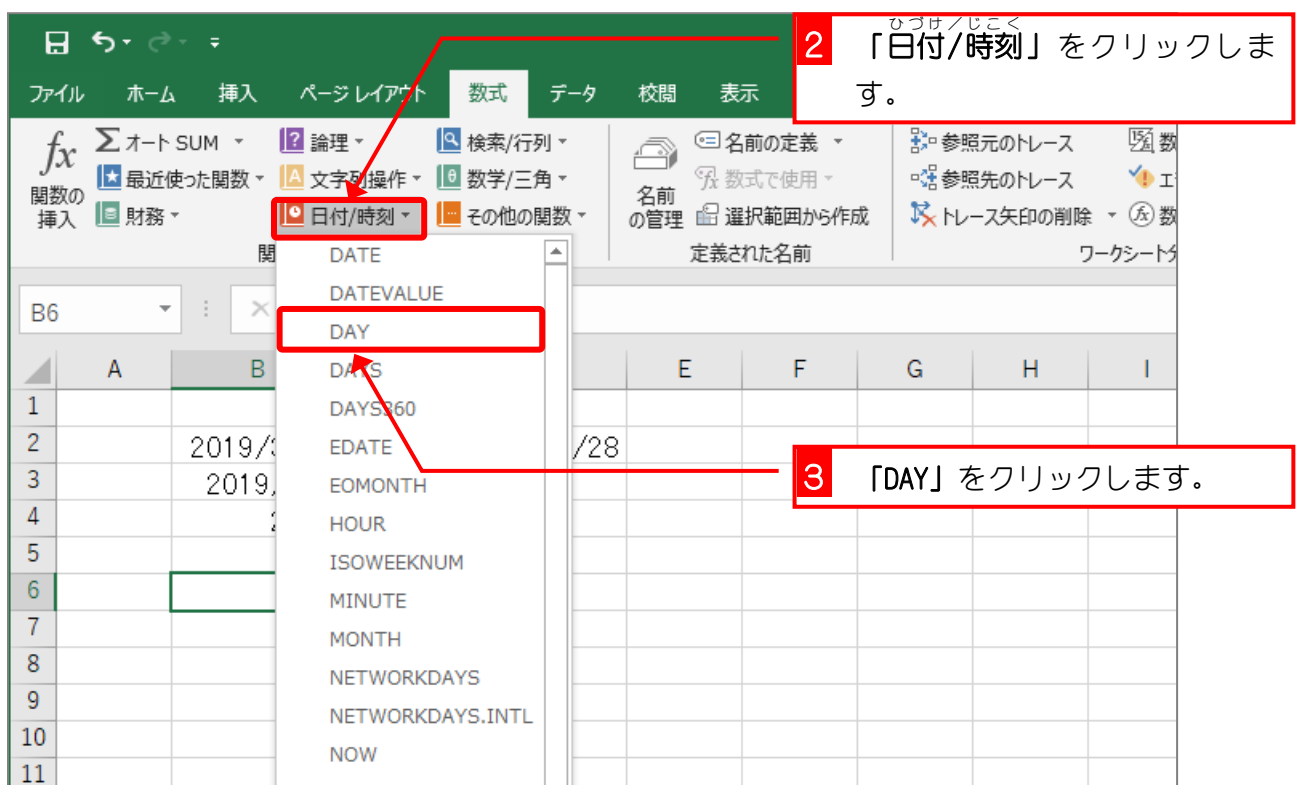 2 「日付/時刻」をクリックしま
ひづけ/じこく
す。
ファイル ホーム 挿入 ページ レイアウト 数式 データ 校閲 表示
fx Σ オート SUM 論理 検索/行列 名前の定義 参照元のトレース 数
最近使った関数 文字列操作 数学/三角 数式で使用 参照先のトレース
関数の
挿入 財務 日付/時刻 その他の関数 名前
の管理 選択範囲から作成 トレース矢印の削除 数
関 定義された名前 ワークシート分
DATE
DATEVALUE
B6
DAY
A B E F G H I
DAYS
1
DAYS360
2 2019/3 EDATE /28
3 2019/ EOMONTH
3 「DAY」をクリックします。
4 2 HOUR
5 ISOWEEKNUM
6 MINUTE
7 MONTH
8 NETWORKDAYS
9 NETWORKDAYS.INTL
10 NOW
11